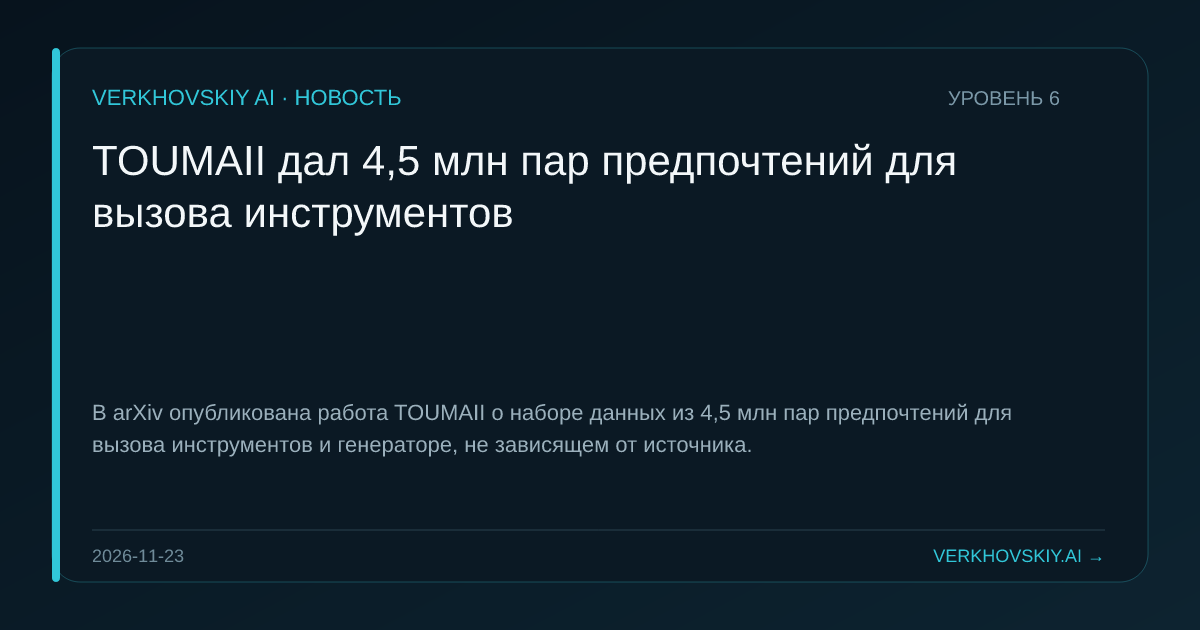 VERKHOVSKIY AI · НОВОСТЬ
УРОВЕНЬ 6
TOUMAII дал 4,5 млн пар предпочтений для
вызова инструментов
В arXiv опубликована работа TOUMAII о наборе данных из 4,5 млн пар предпочтений для
вызова инструментов и генераторе, не зависящем от источника.
2026-11-23
VERKHOVSKIY.AI →